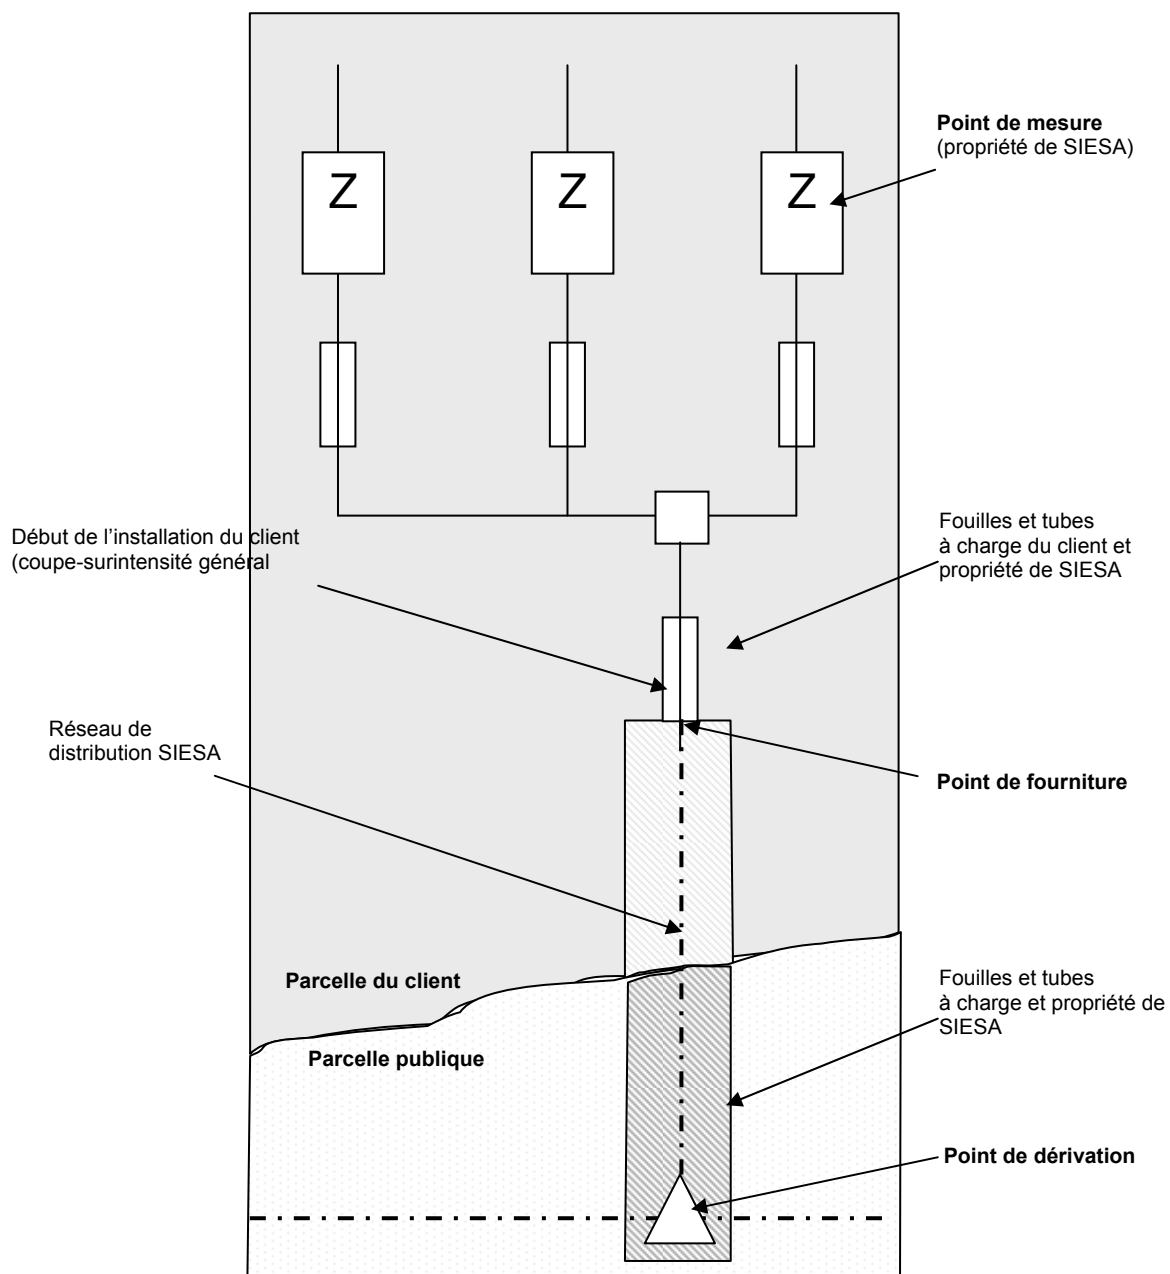 Point de mesure
(propriété de SIESA)
Z
Z
Z
Début de l'installation du client
(coupe-surintensité général
Fouilles et tubes
à charge du client et
propriété de SIESA
Réseau de
distribution SIESA
Point de fourniture
Parcelle du client
Fouilles et tubes
à charge et propriété de
SIESA
Parcelle publique
Point de dérivation